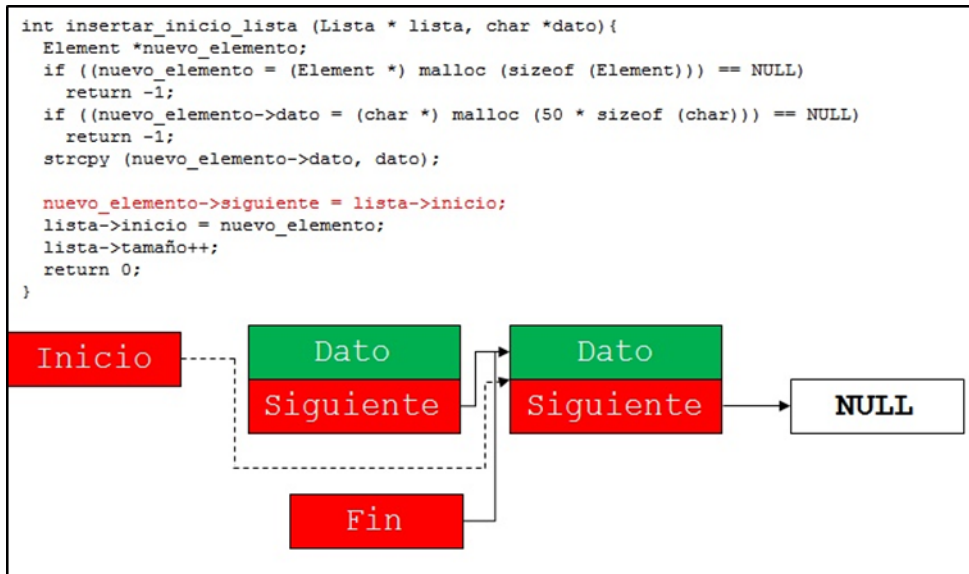 int insertar_inicio_lista (Lista * lista, char *dato){
  Element *nuevo_elemento;
  if ((nuevo_elemento = (Element *) malloc (sizeof (Element))) == NULL)
    return -1;
  if ((nuevo_elemento->dato = (char *) malloc (50 * sizeof (char))) == NULL)
    return -1;
  strcpy (nuevo_elemento->dato, dato);
  nuevo_elemento->siguiente = lista->inicio;
  lista->inicio = nuevo_elemento;
  lista->tamaño++;
  return 0;
}
Inicio
Dato
Dato
Siguiente
Siguiente
NULL
Fin